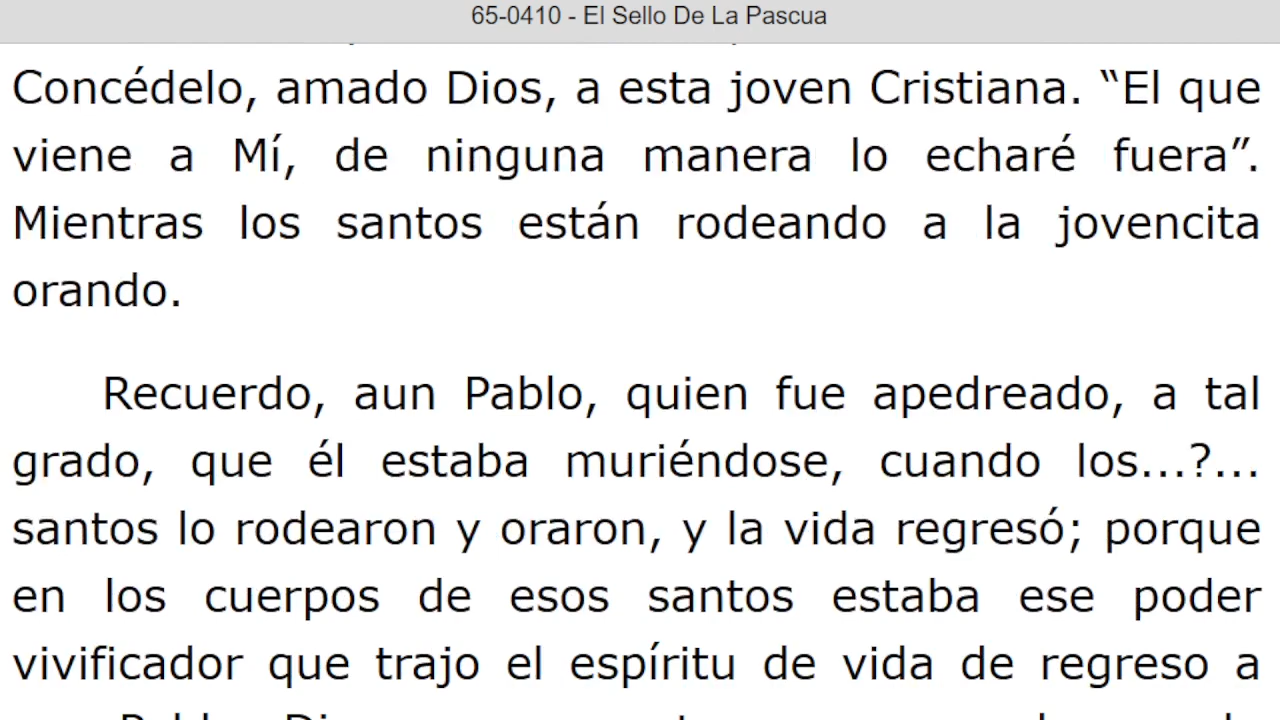 65-0410 - El Sello De La Pascua
Concédelo, amado Dios, a esta joven Cristiana. “El que
viene a Mí, de ninguna manera lo echaré fuera”.
Mientras los santos están rodeando a la jovencita
orando.
Recuerdo, aun Pablo, quien fue apedreado, a tal
grado, que él estaba muriéndose, cuando los...?...
santos lo rodearon y oraron, y la vida regresó; porque
en los cuerpos de esos santos estaba ese poder
vivificador que trajo el espíritu de vida de regreso a